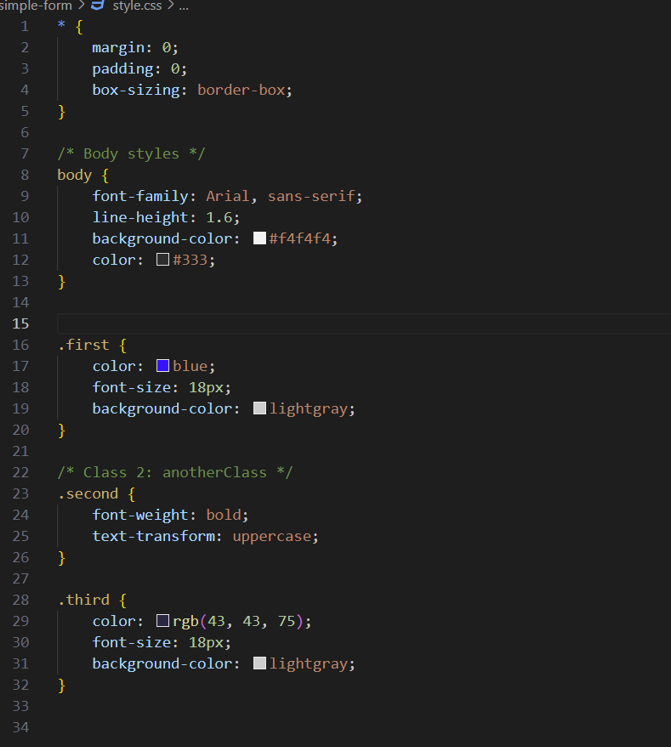 simple-form > style.css > ...
1 * {
2 margin: 0;
3 padding: 0;
4 box-sizing: border-box;
5 }
6
7 /* Body styles */
8 body {
9 font-family: Arial, sans-serif;
10 line-height: 1.6;
11 background-color: #f4f4f4;
12 color: #333;
13 }
14
15
16 .first {
17 color: blue;
18 font-size: 18px;
19 background-color: lightgray;
20 }
21
22 /* Class 2: anotherClass */
23 .second {
24 font-weight: bold;
25 text-transform: uppercase;
26 }
27
28 .third {
29 color: rgb(43, 43, 75);
30 font-size: 18px;
31 background-color: lightgray;
32 }
33
34